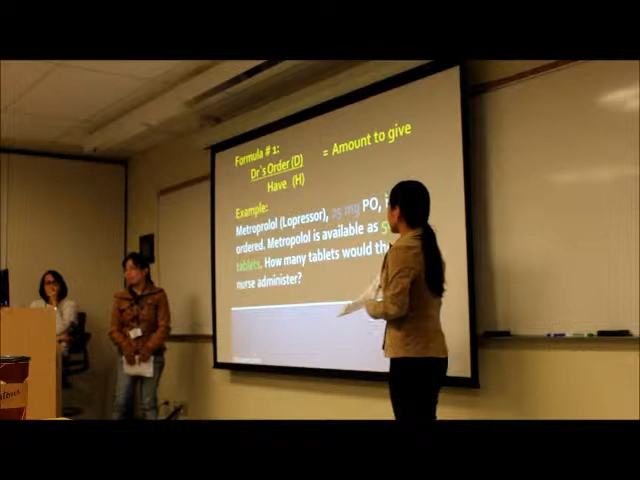 Formula # 1:
Dr's Order (D)
= Amount to give
Have (H)
Example:
Metroprolol (Lopressor), 25 mg PO,
ordered. Metropolol is available as
tablets. How many tablets would
nurse administer?